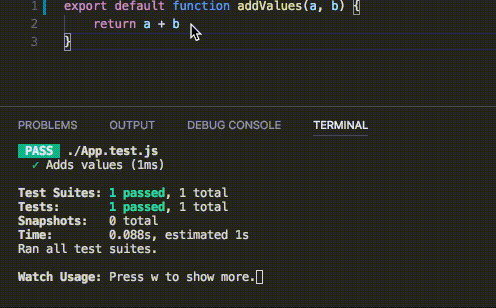 1 export default function addValues(a, b) {
2 return a + b
3 }
PROBLEMS OUTPUT DEBUG CONSOLE TERMINAL
PASS ./App.test.js
✓ Adds values (1ms)
Test Suites: 1 passed, 1 total
Tests: 1 passed, 1 total
Snapshots: 0 total
Time: 0.088s, estimated 1s
Ran all test suites.
Watch Usage: Press w to show more.